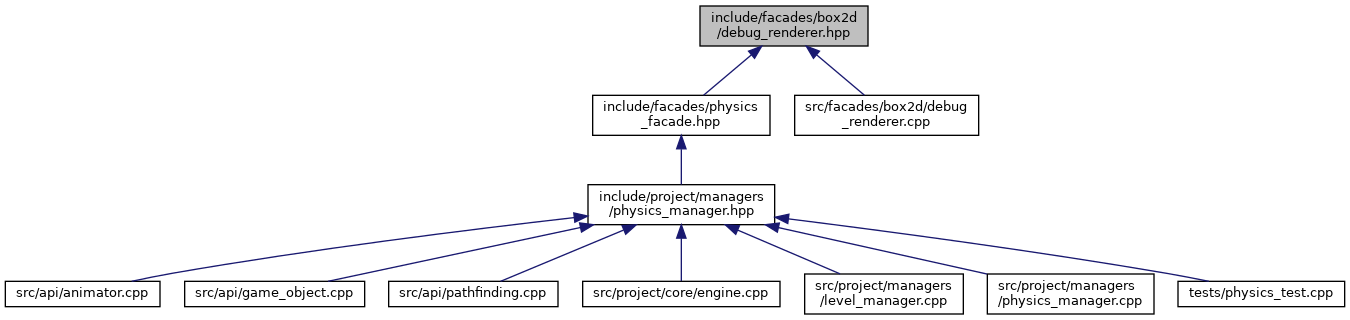 include/facades/box2d
/debug_renderer.hpp
include/facades/physics
_facade.hpp
src/facades/box2d/debug
_renderer.cpp
include/project/managers
/physics_manager.hpp
src/api/animator.cpp
src/api/game_object.cpp
src/api/pathfinding.cpp
src/project/core/engine.cpp
src/project/managers
/level_manager.cpp
src/project/managers
/physics_manager.cpp
tests/physics_test.cpp